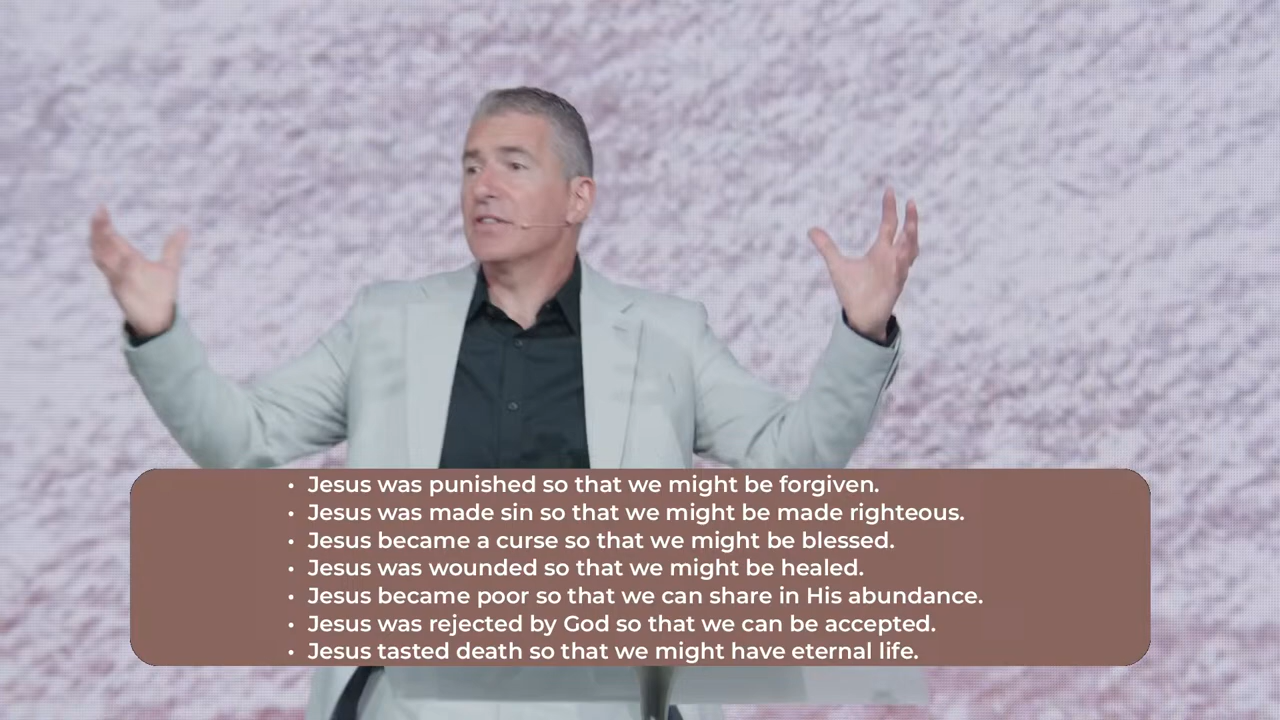 • Jesus was punished so that we might be forgiven.
• Jesus was made sin so that we might be made righteous.
• Jesus became a curse so that we might be blessed.
• Jesus was wounded so that we might be healed.
• Jesus became poor so that we can share in His abundance.
• Jesus was rejected by God so that we can be accepted.
• Jesus tasted death so that we might have eternal life.